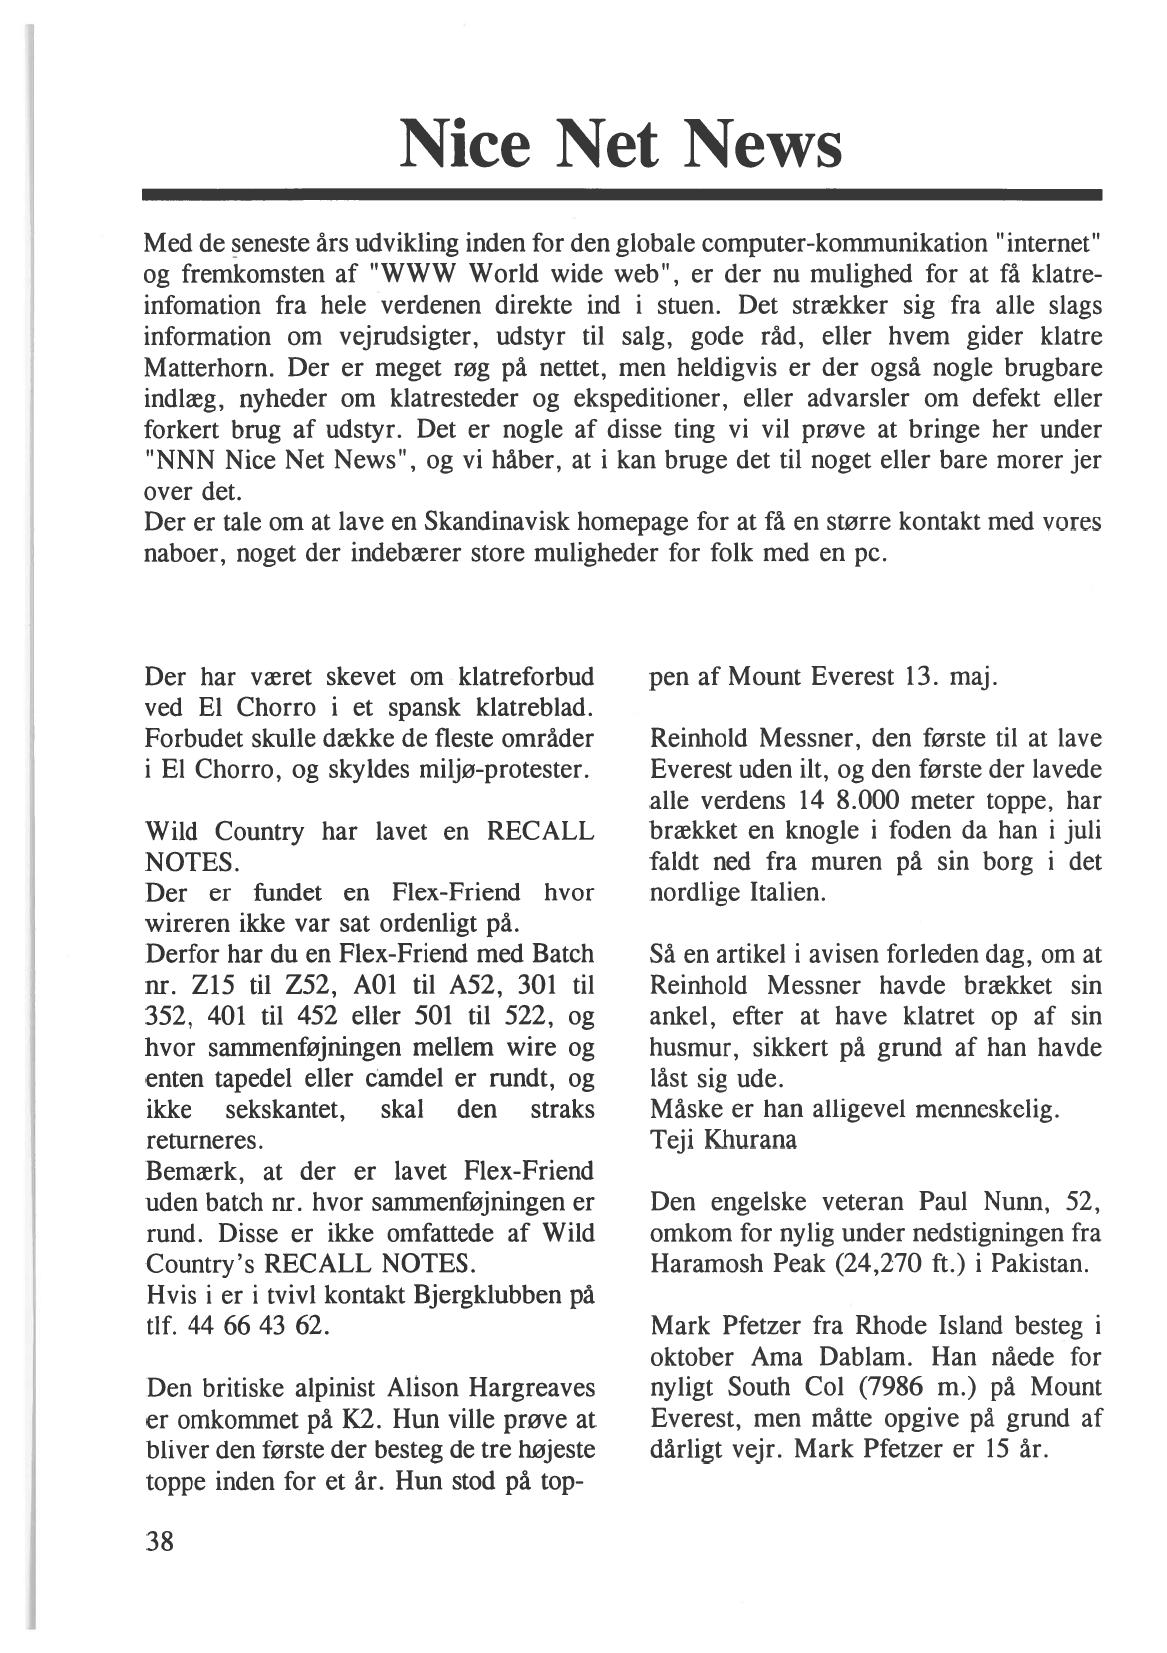 Nice Net News
Med de seneste års udvikling inden for den globale computer-kommunikation "internet"
og fremkomsten af "WWW World wide web", er der nu mulighed for at få klatre-
infomation fra hele verdenen direkte ind i stuen. Det strækker sig fra alle slags
information om vejrudsigter, udstyr til salg, gode råd, eller hvem gider klatre
Matterhorn. Der er meget røg på nettet, men heldigvis er der også nogle brugbare
indlæg, nyheder om klatresteder og ekspeditioner, eller advarsler om defekt eller
forkert brug af udstyr. Det er nogle af disse ting vi vil prøve at bringe her under
"NNN Nice Net News", og vi håber, at i kan bruge det til noget eller bare morer jer
over det.
Der er tale om at lave en Skandinavisk homepage for at få en større kontakt med vores
naboer, noget der indebærer store muligheder for folk med en pc.
Der har været skevet om klatreforbud
ved El Chorro i et spansk klatreblad.
Forbudet skulle dække de fleste områder
i El Chorro, og skyldes miljø-protester.
Wild Country har lavet en RECALL
NOTES.
Der er fundet en Flex-Friend hvor
wireren ikke var sat ordenligt på.
Derfor har du en Flex-Friend med Batch
nr. Z15 til Z52, A01 til A52, 301 til
352, 401 til 452 eller 501 til 522, og
hvor sammenføjningen mellem wire og
enten tapedel eller camdel er rundt, og
ikke sekskantet, skal den straks
returneres.
Bemærk, at der er lavet Flex-Friend
uden batch nr. hvor sammenføjningen er
rund. Disse er ikke omfattede af Wild
Country's RECALL NOTES.
Hvis i er i tvivl kontakt Bjergklubben på
tlf. 44 66 43 62.
Den britiske alpinist Alison Hargreaves
er omkommet på K2. Hun ville prøve at
bliver den første der besteg de tre højeste
toppe inden for et år. Hun stod på top-
pen af Mount Everest 13. maj.
Reinhold Messner, den første til at lave
Everest uden ilt, og den første der lavede
alle verdens 14 8.000 meter toppe, har
brækket en knogle i foden da han i juli
faldt ned fra muren på sin borg i det
nordlige Italien.
Så en artikel i avisen forleden dag, om at
Reinhold Messner havde brækket sin
ankel, efter at have klatret op af sin
husmur, sikkert på grund af han havde
låst sig ude.
Måske er han alligevel menneskelig.
Teji Khurana
Den engelske veteran Paul Nunn, 52,
omkom for nylig under nedstigningen fra
Haramosh Peak (24,270 ft.) i Pakistan.
Mark Pfetzer fra Rhode Island besteg i
oktober Ama Dablam. Han nåede for
nyligt South Col (7986 m.) på Mount
Everest, men måtte opgive på grund af
dårligt vejr. Mark Pfetzer er 15 år.
38